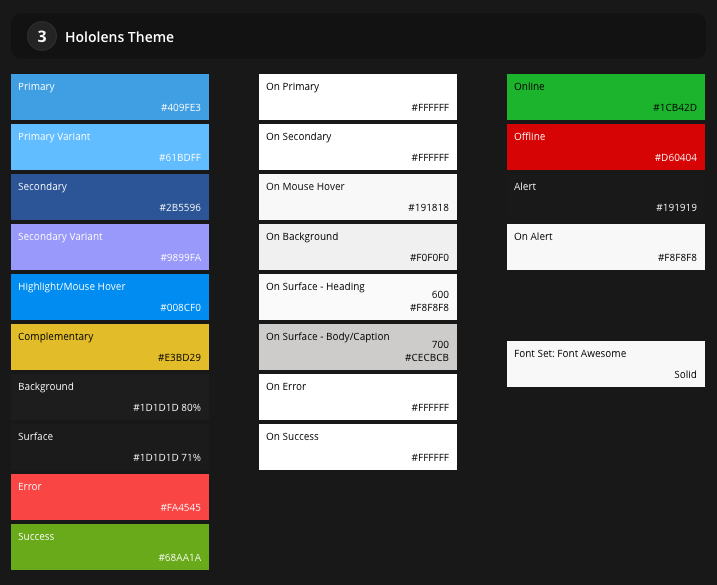 3
Hololens Theme
Primary
#409FE3
Primary Variant
#61BDFF
Secondary
#2B5596
Secondary Variant
#9899FA
Highlight/Mouse Hover
#008CF0
Complementary
#E3BD29
Background
#1D1D1D 80%
Surface
#1D1D1D 71%
Error
#FA4545
Success
#68AA1A
On Primary
#FFFFFF
On Secondary
#FFFFFF
On Mouse Hover
#191818
On Background
#F0F0F0
On Surface - Heading
600
#F8F8F8
On Surface - Body/Caption
700
#CECBCB
On Error
#FFFFFF
On Success
#FFFFFF
Online
#1CB42D
Offline
#D60404
Alert
#191919
On Alert
#F8F8F8
Font Set: Font Awesome
Solid